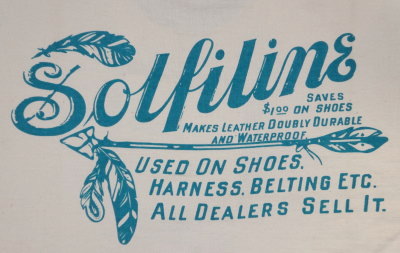 Solfiline
SAVES
$1.00 ON SHOES
MAKES LEATHER DOUBLY DURABLE
AND WATERPROOF.
USED ON SHOES.
HARNESS. BELTING ETC.
ALL DEALERS SELL IT.